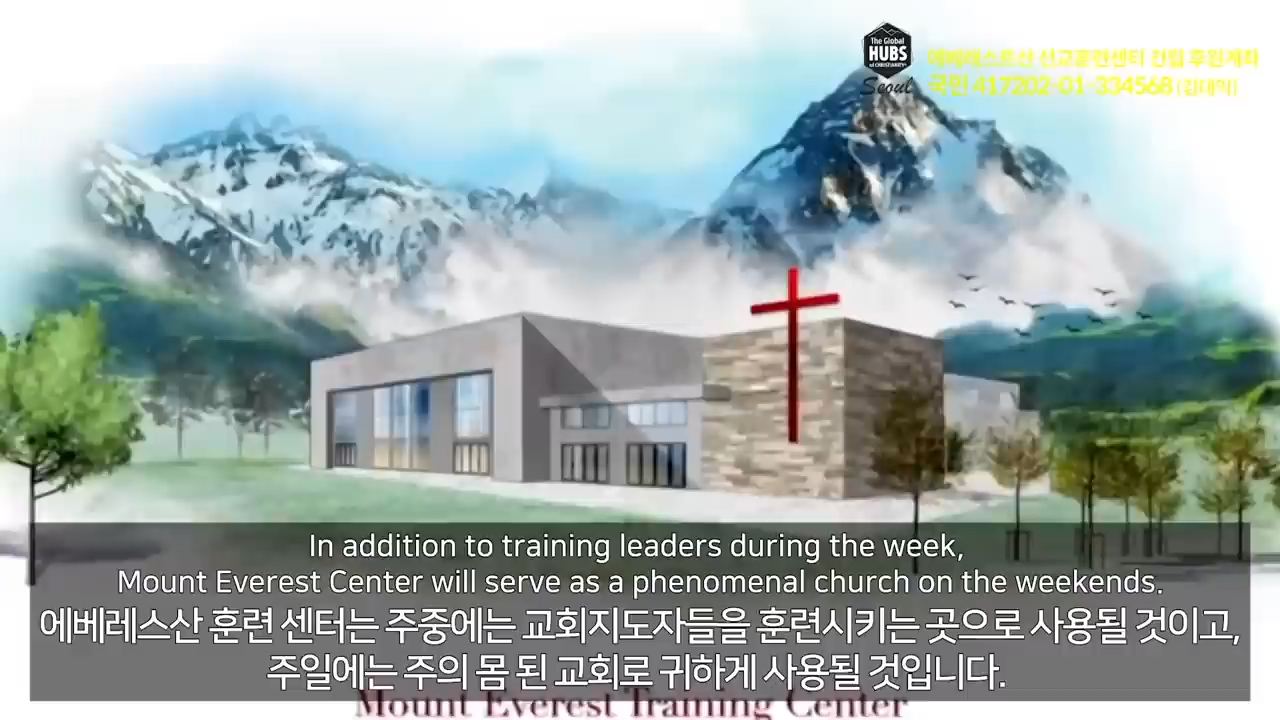 The Global
HUBS
of CHRISTIANITY
Seoul
에베레스트산 선교훈련센터 건립 후원계좌
국민 417202-01-334568 (김대혁)
In addition to training leaders during the week,
Mount Everest Center will serve as a phenomenal church on the weekends.
에베레스산 훈련 센터는 주중에는 교회지도자들을 훈련시키는 곳으로 사용될 것이고,
주일에는 주의 몸 된 교회로 귀하게 사용될 것입니다.
Mount Everest Training Center